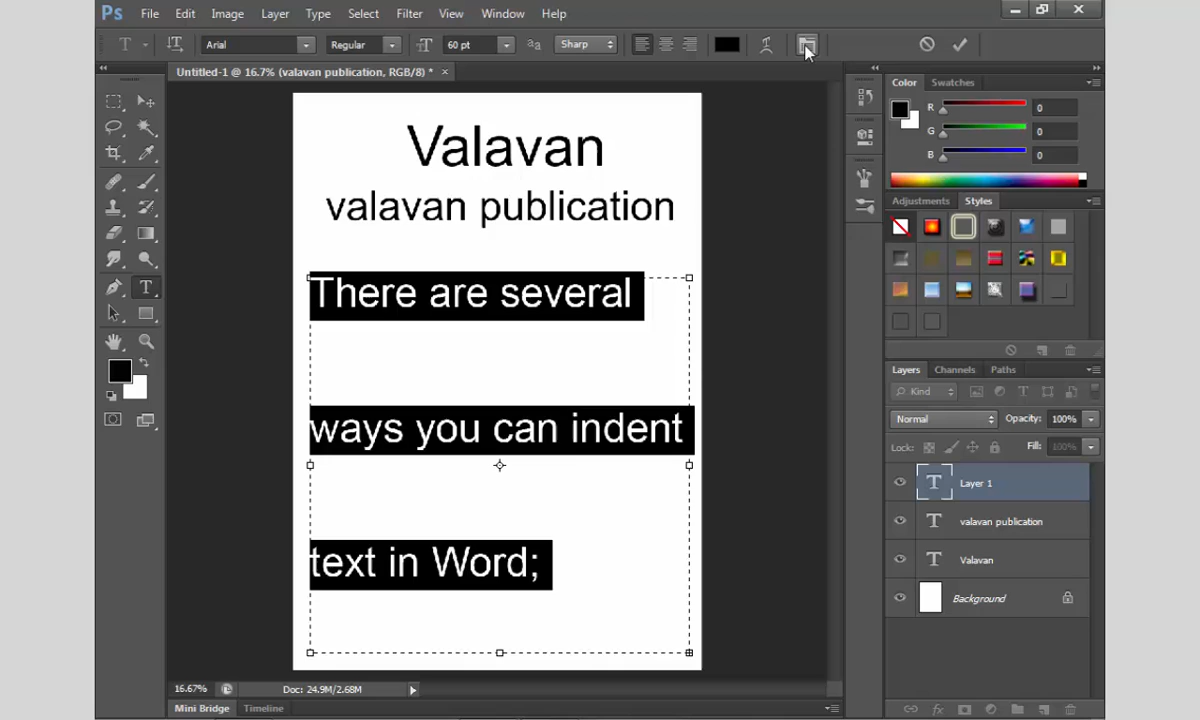 Ps File Edit Image Layer Type Select Filter View Window Help
T Arial Regular 60 pt Sharp
Untitled-1 @ 16.7% (valavan publication, RGB/8) * ×
Valavan
valavan publication
There are several
ways you can indent
text in Word;
16.67% Doc: 24.9M/2.68M
Mini Bridge Timeline
Color Swatches
R 0
G 0
B 0
Adjustments Styles
Layers Channels Paths
Kind
Normal Opacity: 100%
Lock: Fill: 100%
T Layer 1
T valavan publication
T Valavan
Background